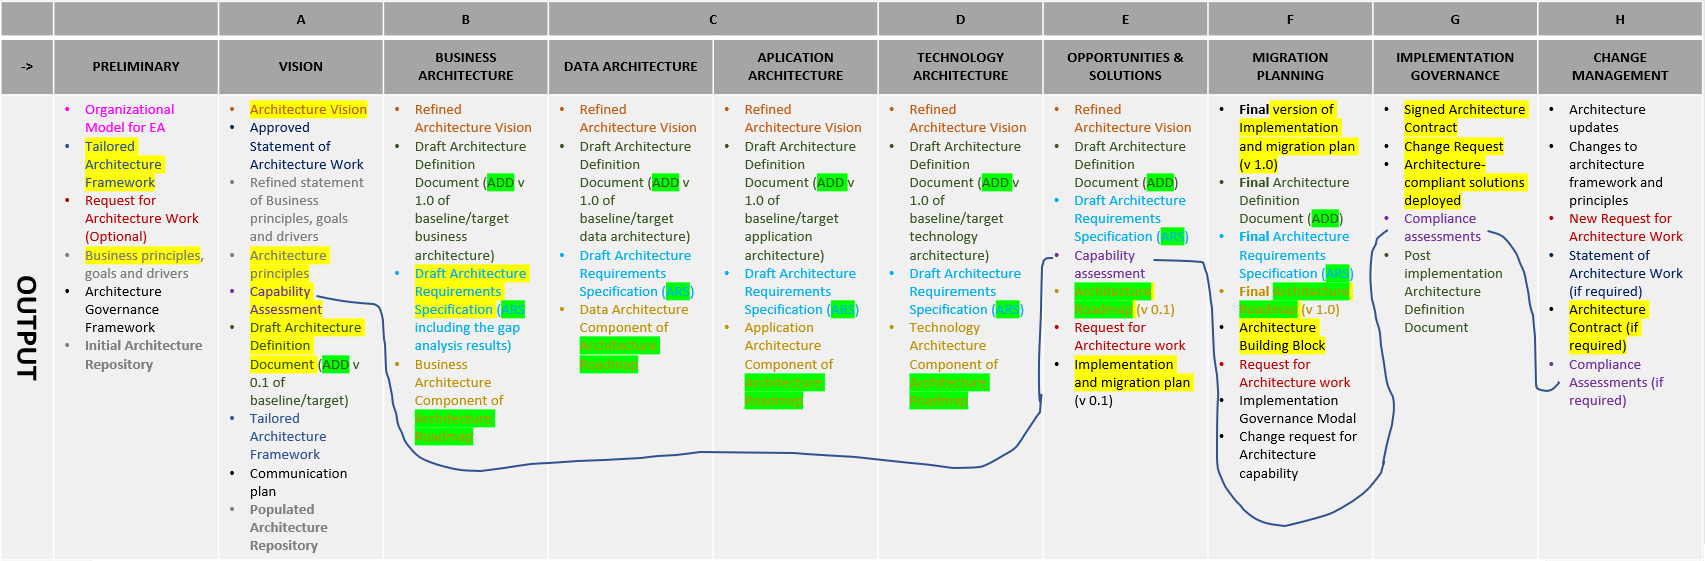 A
B
C
D
E
F
G
H
->
PRELIMINARY
VISION
BUSINESS
ARCHITECTURE
DATA ARCHITECTURE
APLICATION
ARCHITECTURE
TECHNOLOGY
ARCHITECTURE
OPPORTUNITIES &
SOLUTIONS
MIGRATION
PLANNING
IMPLEMENTATION
GOVERNANCE
CHANGE
MANAGEMENT
OUTPUT
• Organizational
Model for EA
• Tailored
Architecture
Framework
• Request for
Architecture Work
(Optional)
• Business principles,
goals and drivers
• Architecture
Governance
Framework
• Initial Architecture
Repository
• Architecture Vision
• Approved
Statement of
Architecture Work
• Refined statement
of Business
principles, goals
and drivers
• Architecture
principles
• Capability
Assessment
• Draft Architecture
Definition
Document (ADD v
0.1 of
baseline/target)
• Tailored
Architecture
Framework
• Communication
plan
• Populated
Architecture
Repository
• Refined
Architecture Vision
• Draft Architecture
Definition
Document (ADD v
1.0 of
baseline/target
business
architecture)
• Draft Architecture
Requirements
Specification (ARS
including the gap
analysis results)
• Business
Architecture
Component of
Architecture
Roadmap
• Refined
Architecture Vision
• Draft Architecture
Definition
Document (ADD v
1.0 of
baseline/target
data architecture)
• Draft Architecture
Requirements
Specification (ARS)
• Data Architecture
Component of
Architecture
Roadmap
• Refined
Architecture Vision
• Draft Architecture
Definition
Document (ADD v
1.0 of
baseline/target
application
architecture)
• Draft Architecture
Requirements
Specification (ARS)
• Application
Architecture
Component of
Architecture
Roadmap
• Refined
Architecture Vision
• Draft Architecture
Definition
Document (ADD v
1.0 of
baseline/target
technology
architecture)
• Draft Architecture
Requirements
Specification (ARS)
• Technology
Architecture
Component of
Architecture
Roadmap
• Refined
Architecture Vision
• Draft Architecture
Definition
Document (ADD)
• Draft Architecture
Requirements
Specification (ARS)
• Capability
assessment
• Architecture
Roadmap (v 0.1)
• Request for
Architecture work
• Implementation
and migration plan
(v 0.1)
• Final version of
Implementation
and migration plan
(v 1.0)
• Final Architecture
Definition
Document (ADD)
• Final Architecture
Requirements
Specification (ARS)
• Final Architecture
Roadmap (v 1.0)
• Architecture
Building Block
• Request for
Architecture work
• Implementation
Governance Modal
• Change request for
Architecture
capability
• Signed Architecture
Contract
• Change Request
• Architecture-
compliant solutions
deployed
• Compliance
assessments
• Post
implementation
Architecture
Definition
Document
• Architecture
updates
• Changes to
architecture
framework and
principles
• New Request for
Architecture Work
• Statement of
Architecture Work
(if required)
• Architecture
Contract (if
required)
• Compliance
Assessments (if
required)